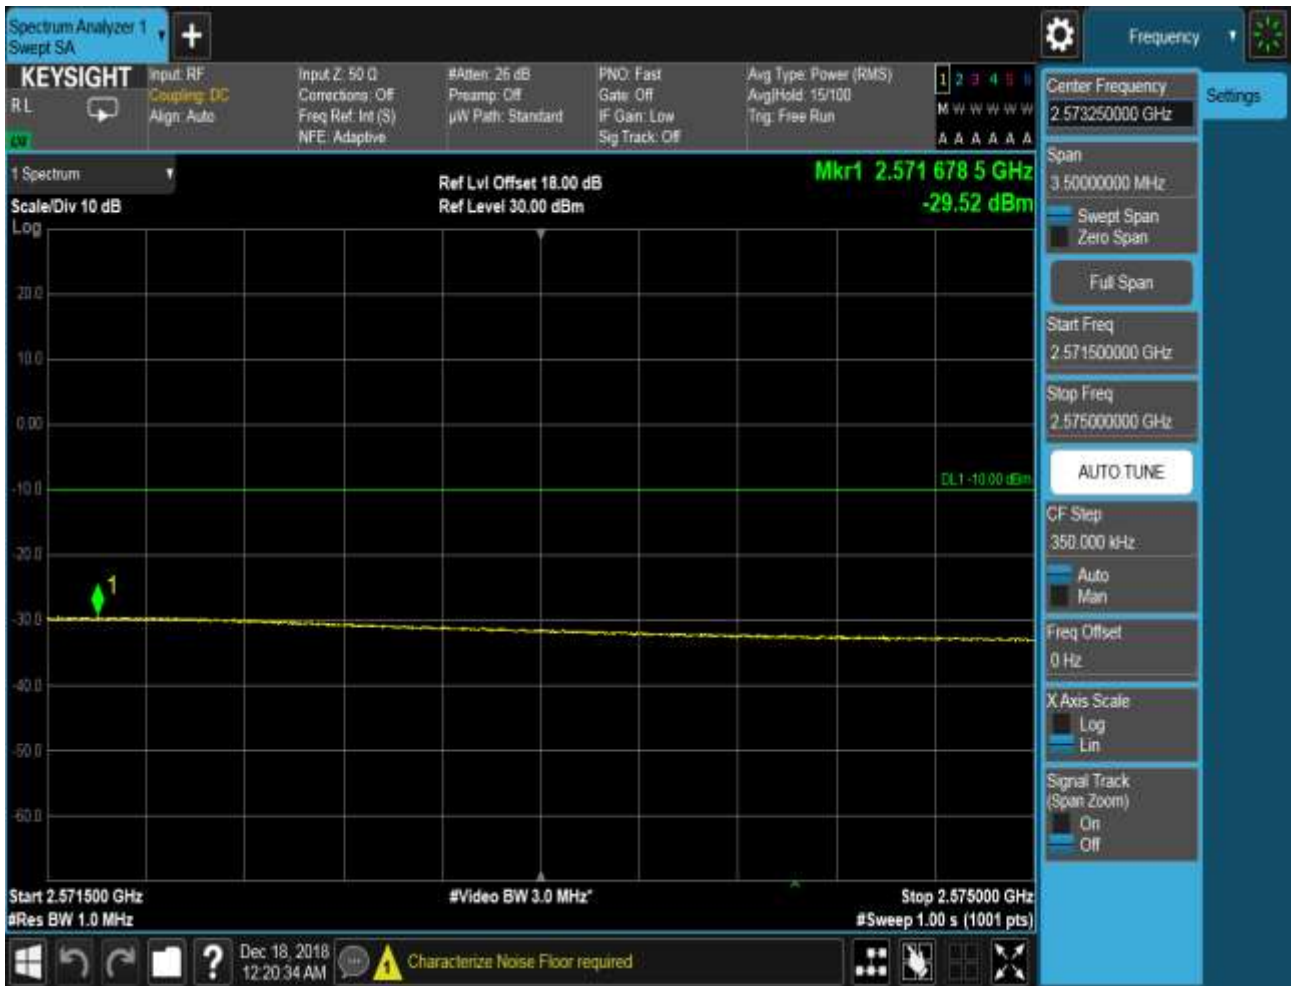 Spectrum Analyzer 1
Swept SA
Frequency
KEYSIGHT
RL
Input: RF
Coupling: DC
Align: Auto
Input Z: 50 Ω
Corrections: Off
Freq Ref: Int (S)
NFE: Adaptive
#Atten: 26 dB
Preamp: Off
µW Path: Standard
PNO: Fast
Gate: Off
IF Gain: Low
Sig Track: Off
Avg Type: Power (RMS)
Avg|Hold: 15/100
Trig: Free Run
1 2 3 4 5 6
M W W W W W
A A A A A A
1 Spectrum
Scale/Div 10 dB
Log
Ref Lvl Offset 18.00 dB
Ref Level 30.00 dBm
Mkr1 2.571 678 5 GHz
-29.52 dBm
20.0
10.0
0.00
-10.0
DL1 -10.00 dBm
-20.0
1
-30.0
-40.0
-50.0
-60.0
Start 2.571500 GHz
#Res BW 1.0 MHz
#Video BW 3.0 MHz*
Stop 2.575000 GHz
#Sweep 1.00 s (1001 pts)
Center Frequency
2.573250000 GHz
Settings
Span
3.50000000 MHz
Swept Span
Zero Span
Full Span
Start Freq
2.571500000 GHz
Stop Freq
2.575000000 GHz
AUTO TUNE
CF Step
350.000 kHz
Auto
Man
Freq Offset
0 Hz
X Axis Scale
Log
Lin
Signal Track
(Span Zoom)
On
Off
?
Dec 18, 2018
12:20:34 AM
1
Characterize Noise Floor required